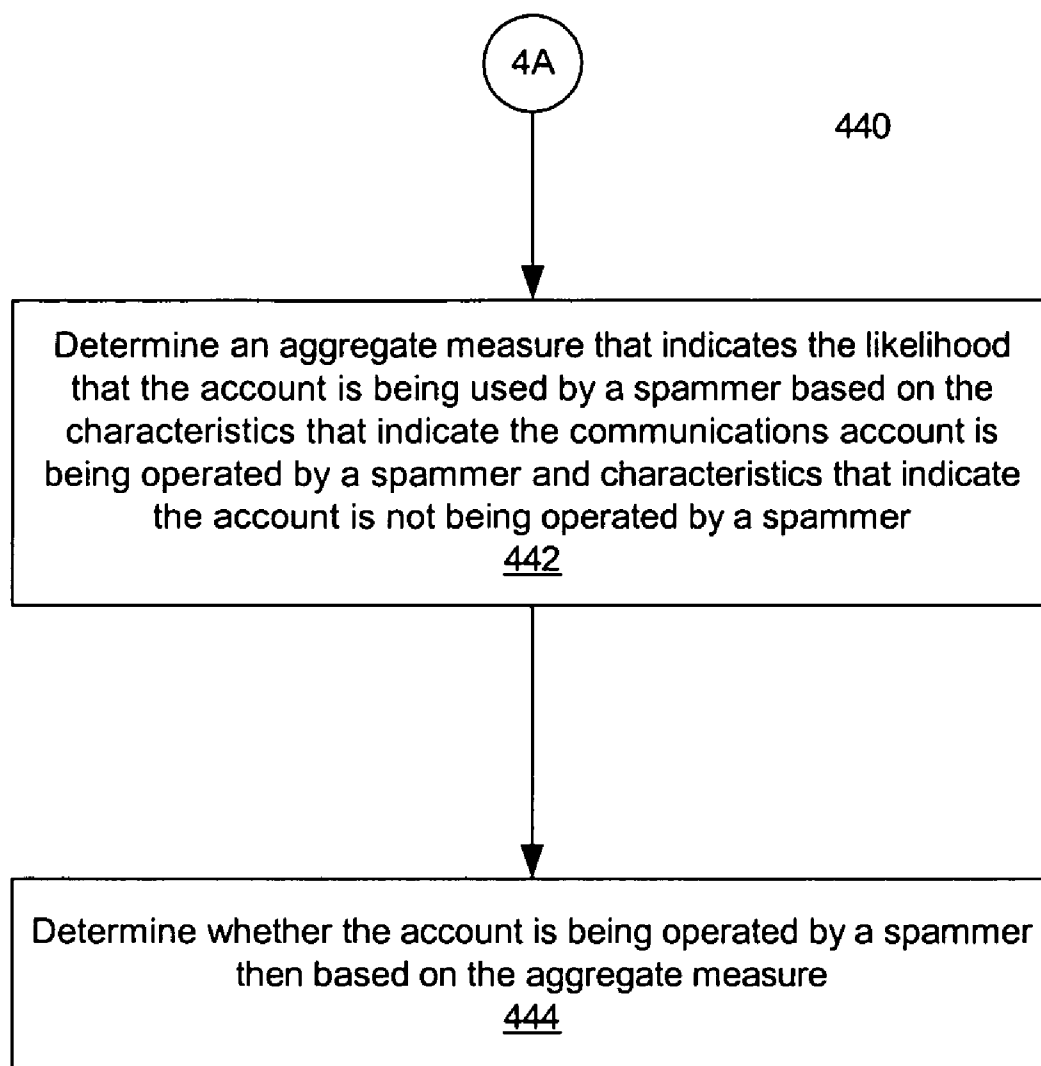 4A
440
Determine an aggregate measure that indicates the likelihood
that the account is being used by a spammer based on the
characteristics that indicate the communications account is
being operated by a spammer and characteristics that indicate
the account is not being operated by a spammer
442
Determine whether the account is being operated by a spammer
then based on the aggregate measure
444